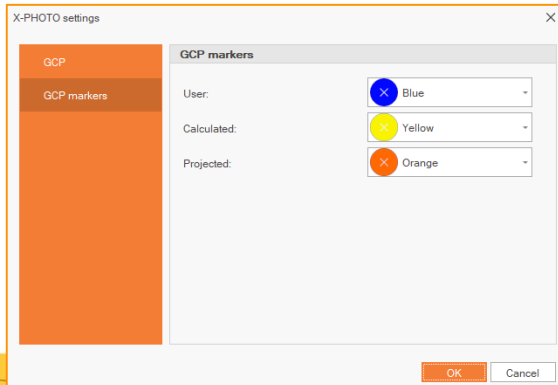 X-PHOTO settings
GCP
GCP markers
GCP markers
User: Blue
Calculated: Yellow
Projected: Orange
OK Cancel